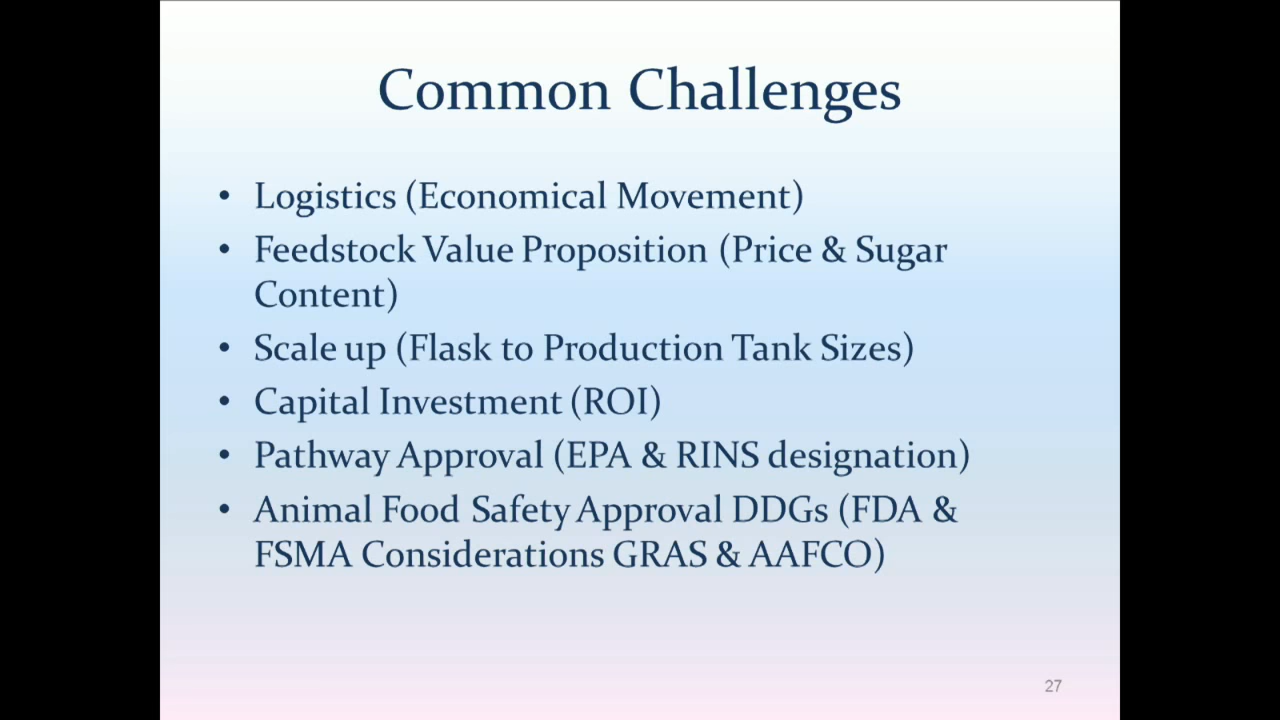 Common Challenges
• Logistics (Economical Movement)
• Feedstock Value Proposition (Price & Sugar
Content)
• Scale up (Flask to Production Tank Sizes)
• Capital Investment (ROI)
• Pathway Approval (EPA & RINS designation)
• Animal Food Safety Approval DDGs (FDA &
FSMA Considerations GRAS & AAFCO)
27